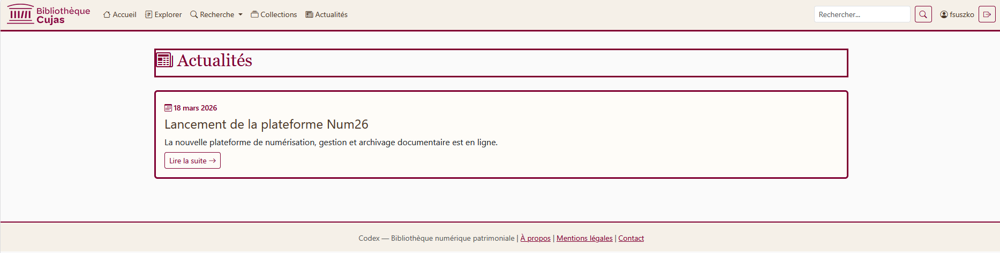 Bibliothèque
Cujas
Accueil Explorer Recherche Collections Actualités Rechercher... fsuszko
Actualités
18 mars 2026
Lancement de la plateforme Num26
La nouvelle plateforme de numérisation, gestion et archivage documentaire est en ligne.
Lire la suite →
Codex — Bibliothèque numérique patrimoniale | À propos | Mentions légales | Contact